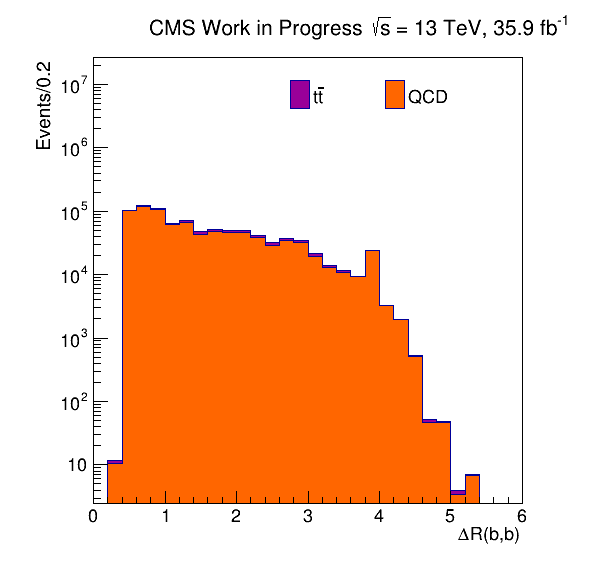 CMS Work in Progress √s = 13 TeV, 35.9 fb⁻¹
Events/0.2
tt̄
QCD
10⁷
10⁶
10⁵
10⁴
10³
10²
10
0 1 2 3 4 5 6
ΔR(b,b)